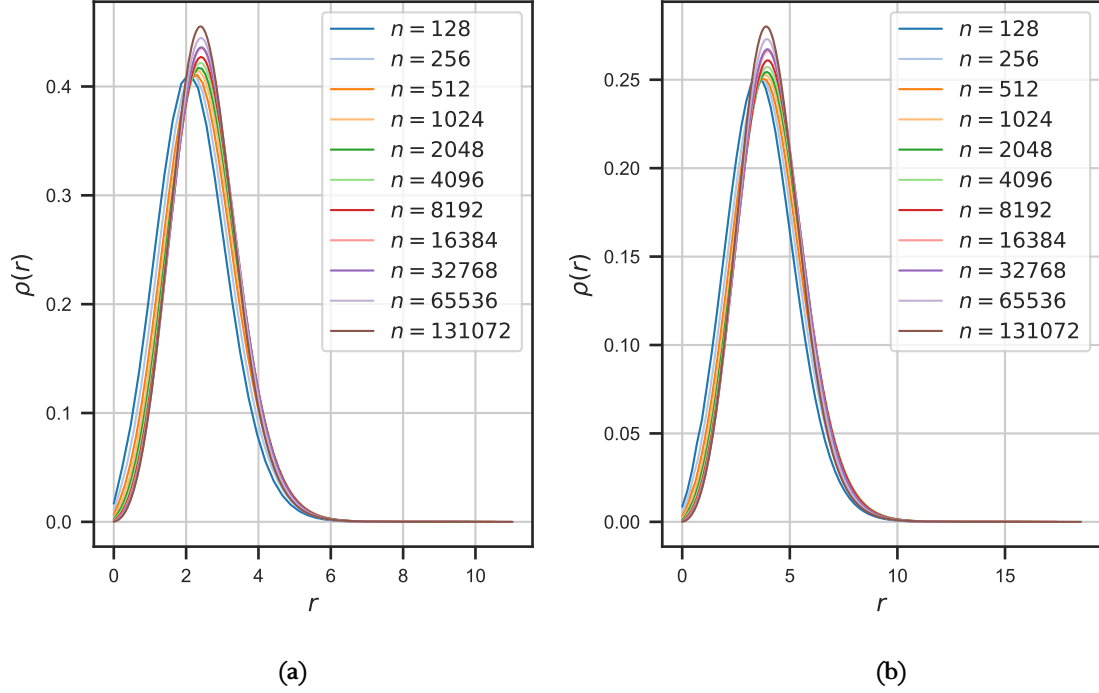 0.4
0.3
0.2
0.1
0.0
ρ(r)
0 2 4 6 8 10
r
n = 128
n = 256
n = 512
n = 1024
n = 2048
n = 4096
n = 8192
n = 16384
n = 32768
n = 65536
n = 131072
(a)
0.25
0.20
0.15
0.10
0.05
0.00
ρ(r)
0 5 10 15
r
n = 128
n = 256
n = 512
n = 1024
n = 2048
n = 4096
n = 8192
n = 16384
n = 32768
n = 65536
n = 131072
(b)